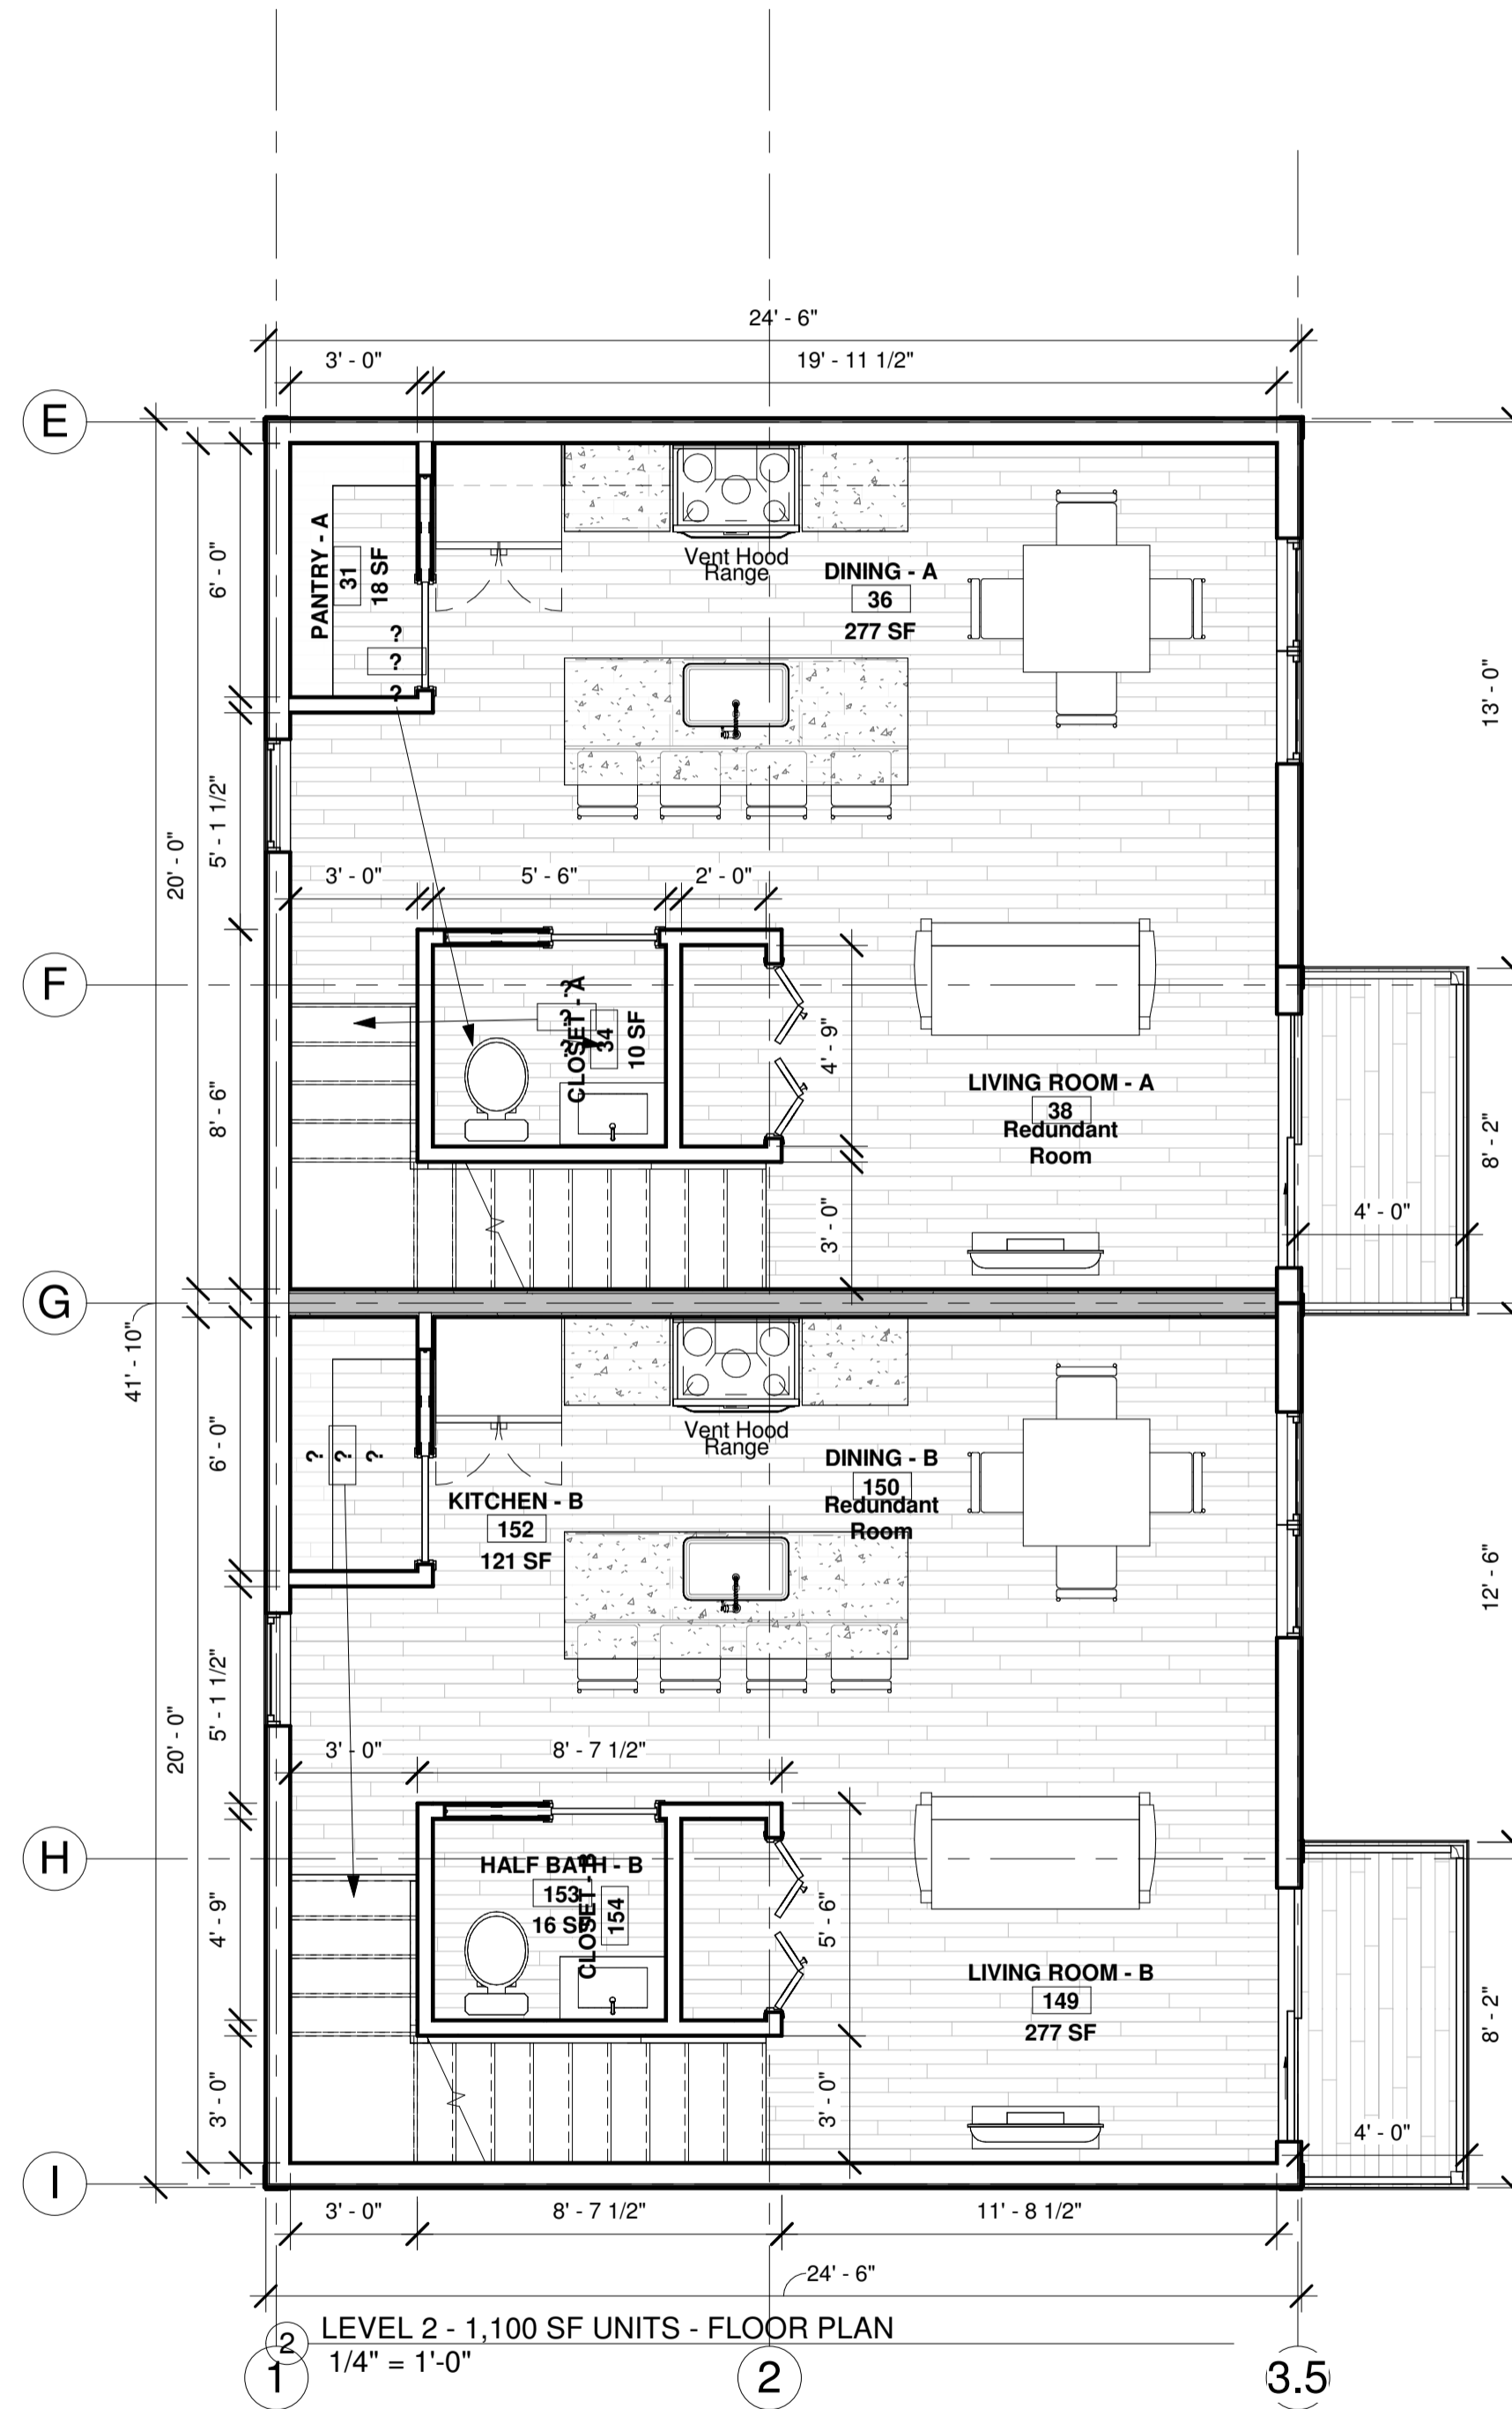 24' - 6"
3' - 0"
19' - 11 1/2"
E
PANTRY - A
31
18 SF
?
?
?
Vent Hood
Range
DINING - A
36
277 SF
6' - 0"
13' - 0"
5' - 1 1/2"
20' - 0"
3' - 0"
5' - 6"
2' - 0"
F
CLOSET - A
34
10 SF
?
?
?
4' - 9"
8' - 6"
LIVING ROOM - A
38
Redundant
Room
8' - 2"
3' - 0"
4' - 0"
G
41' - 10"
Vent Hood
Range
6' - 0"
?
?
?
DINING - B
150
Redundant
Room
KITCHEN - B
152
121 SF
12' - 6"
5' - 1 1/2"
20' - 0"
3' - 0"
8' - 7 1/2"
H
HALF BATH - B
153
16 SF
CLOSET - B
154
4' - 9"
5' - 6"
LIVING ROOM - B
149
277 SF
8' - 2"
3' - 0"
3' - 0"
4' - 0"
I
3' - 0"
8' - 7 1/2"
11' - 8 1/2"
24' - 6"
2
LEVEL 2 - 1,100 SF UNITS - FLOOR PLAN
1/4" = 1'-0"
1
2
3.5